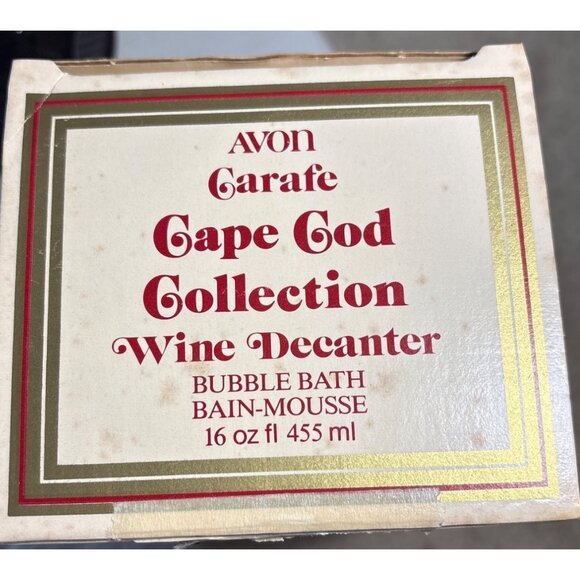 AVON
Carafe
Cape Cod
Collection
Wine Decanter
BUBBLE BATH
BAIN-MOUSSE
16 oz fl 455 ml